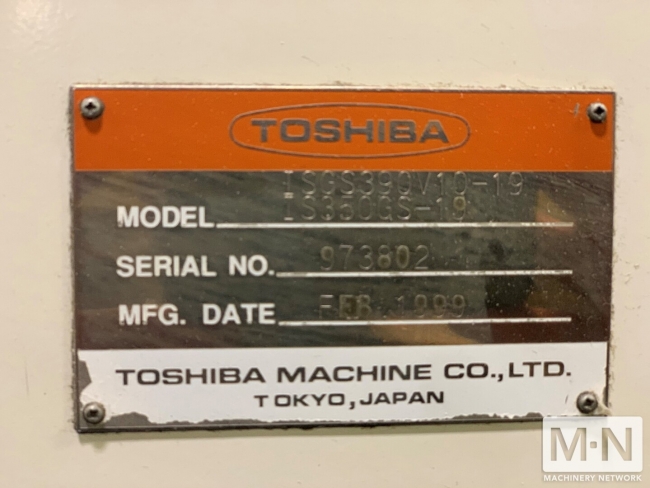 TOSHIBA
ISGS390V10-19
MODEL IS350GS-19
SERIAL NO. 973802
MFG. DATE FEB.1999
TOSHIBA MACHINE CO.,LTD.
TOKYO,JAPAN
M·N
MACHINERY NETWORK